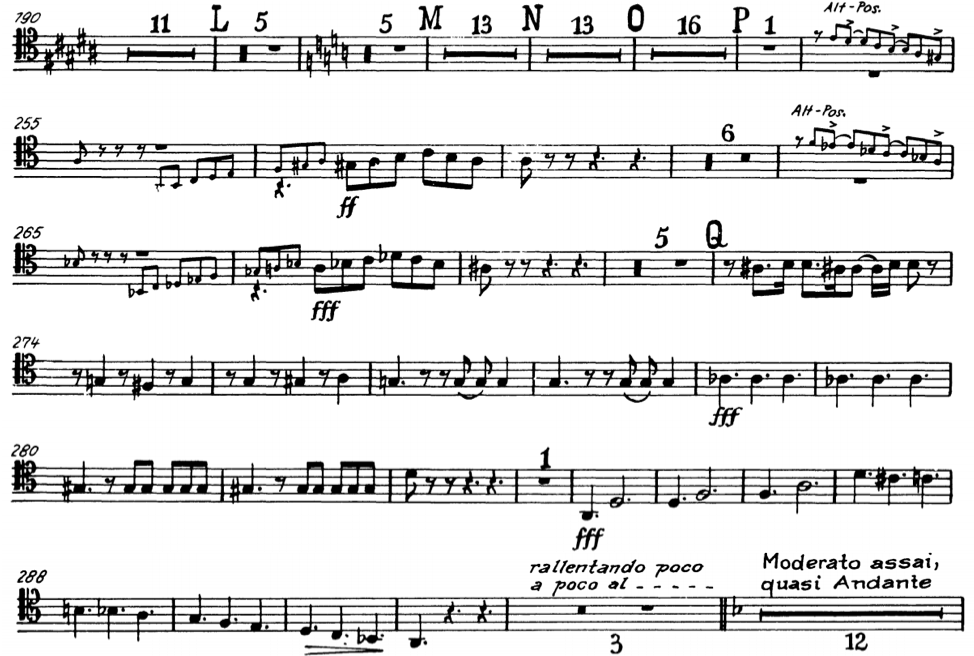 790 11 L 5 5 M 13 N 13 O 16 P 1 Alt-Pos.
255 ff 6 Alt-Pos.
265 fff 5 Q
274 fff
280 1 fff
rallentando poco Moderato assai,
288 a poco al - - - - - quasi Andante
3 12